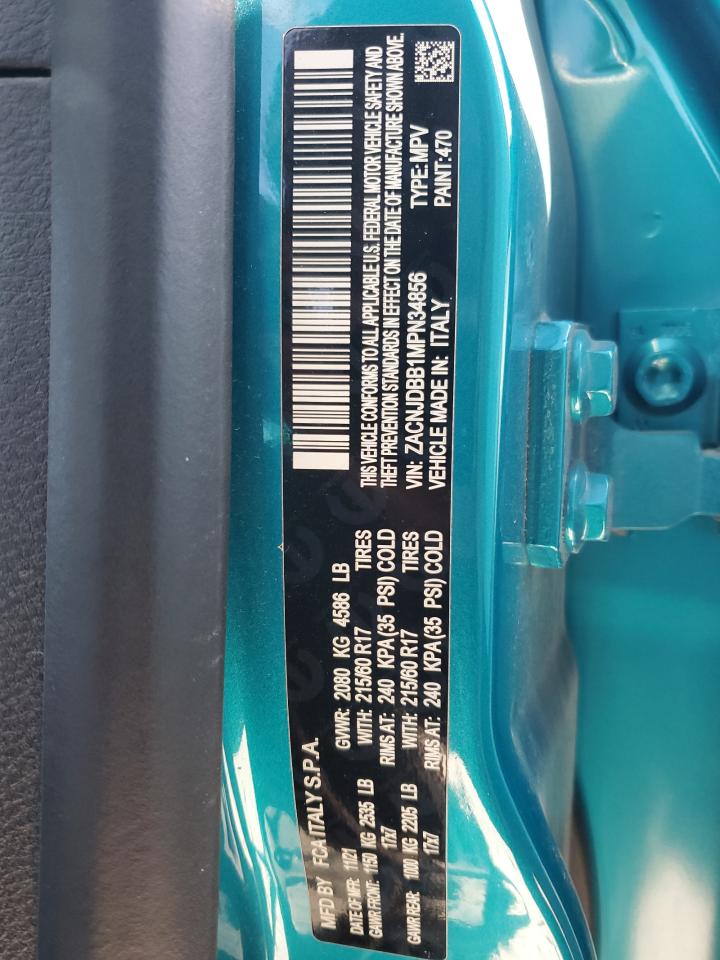 MFD BY FCA ITALY S.P.A.
DATE OF MFR: 11/21 GVWR: 2080 KG 4586 LB
GAWR FRONT: 1150 KG 2535 LB WITH: 215/60 R17 TIRES
17x7 RIMS AT: 240 KPA(35 PSI) COLD
GAWR REAR: 1000 KG 2205 LB WITH: 215/60 R17 TIRES
17x7 RIMS AT: 240 KPA(35 PSI) COLD
THIS VEHICLE CONFORMS TO ALL APPLICABLE U.S. FEDERAL MOTOR VEHICLE SAFETY AND
THEFT PREVENTION STANDARDS IN EFFECT ON THE DATE OF MANUFACTURE SHOWN ABOVE.
VIN: ZACNJDBB1MPN34856 TYPE:MPV
VEHICLE MADE IN: ITALY PAINT:470